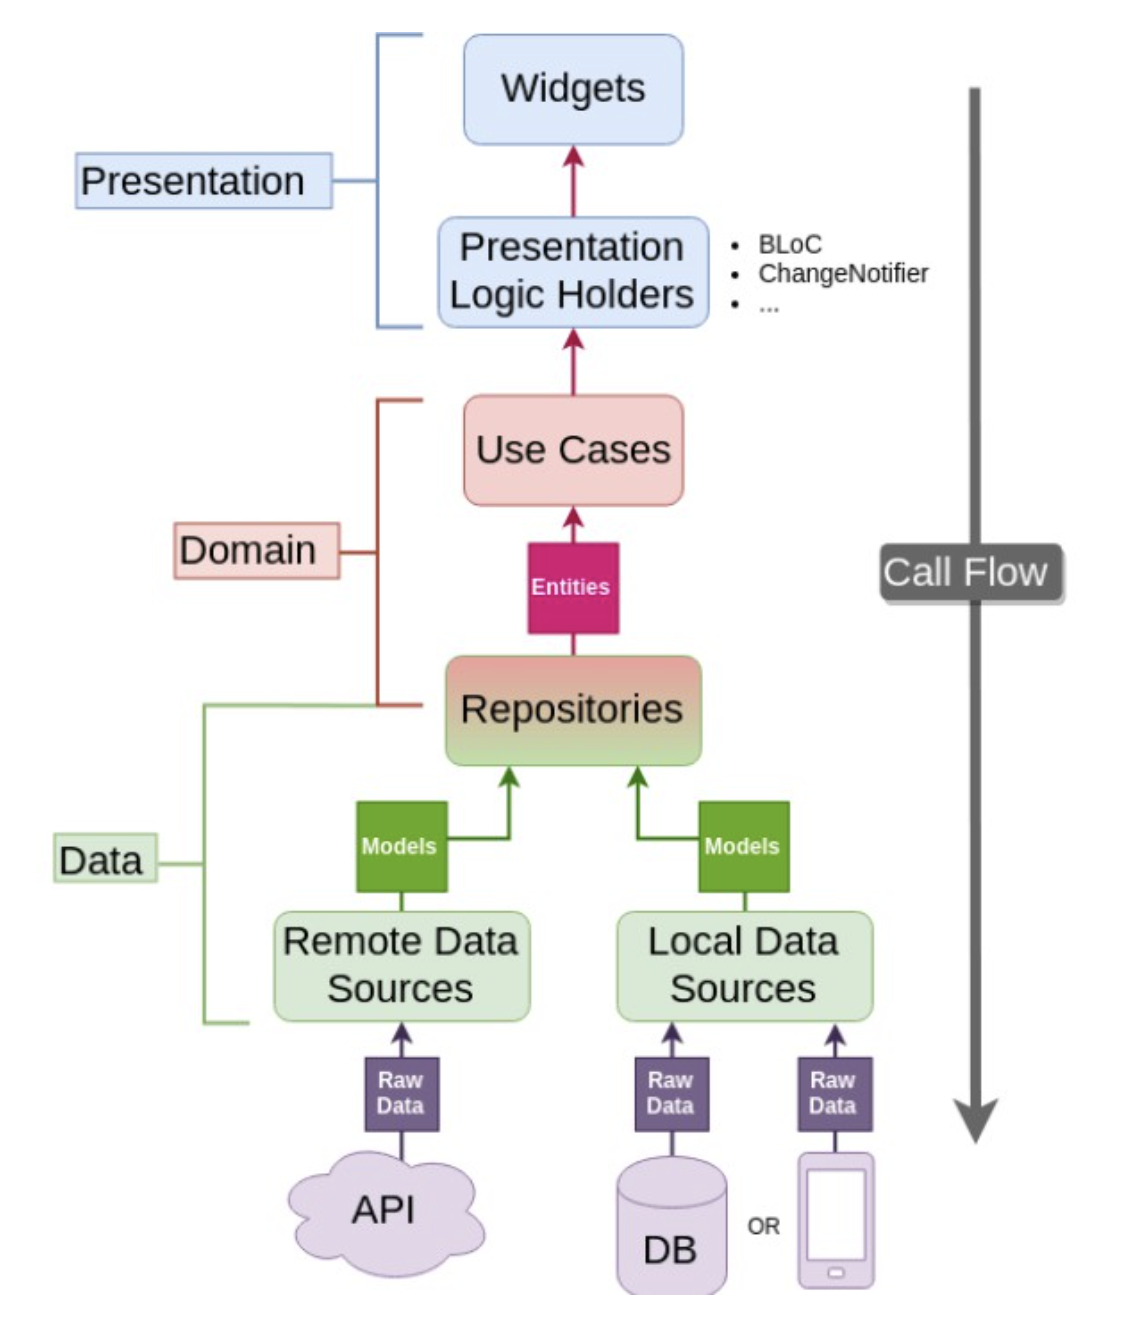 Widgets
Presentation
Presentation
Logic Holders
• BLoC
• ChangeNotifier
• ...
Use Cases
Domain
Entities
Call Flow
Repositories
Data
Models
Models
Remote Data
Sources
Local Data
Sources
Raw
Data
Raw
Data
Raw
Data
API
DB
OR